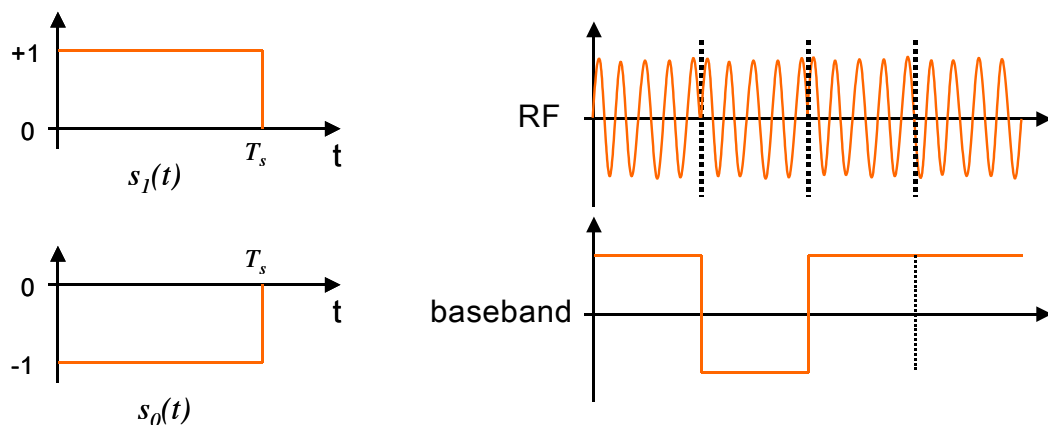 +1
0
T_s
t
s_1(t)
T_s
0
t
-1
s_0(t)
RF
baseband